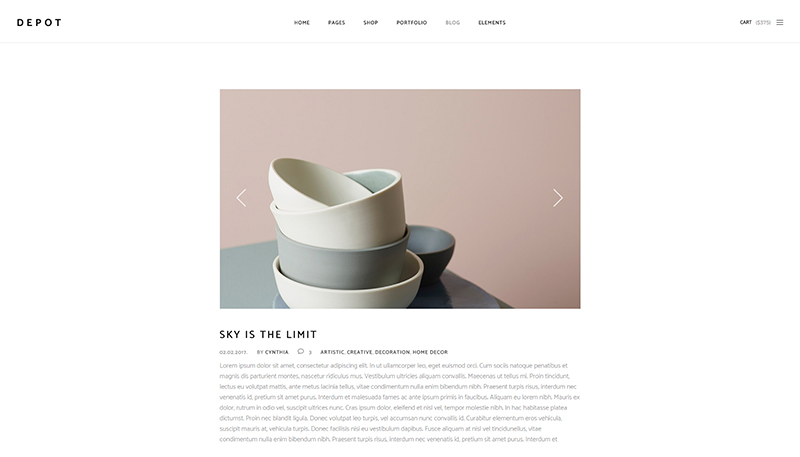 DEPOT
HOME PAGES SHOP PORTFOLIO BLOG ELEMENTS
CART ($375)
SKY IS THE LIMIT
02.02.2017. BY CYNTHIA 3 ARTISTIC, CREATIVE, DECORATION, HOME DECOR
Lorem ipsum dolor sit amet, consectetur adipiscing elit. In ut ullamcorper leo, eget euismod orci. Cum sociis natoque penatibus et
magnis dis parturient montes, nascetur ridiculus mus. Vestibulum ultricies aliquam convallis. Maecenas ut tellus mi. Proin tincidunt,
lectus eu volutpat mattis, ante metus lacinia tellus, vitae condimentum nulla enim bibendum nibh. Praesent turpis risus, interdum nec
venenatis id, pretium sit amet purus. Interdum et malesuada fames ac ante ipsum primis in faucibus. Aliquam eu lorem nibh. Mauris ex
dolor, rutrum in odio vel, suscipit ultrices nunc. Cras ipsum dolor, eleifend et nisl vel, tempor molestie nibh. In hac habitasse platea
dictumst. Proin nec blandit ligula. Donec volutpat leo turpis, vel accumsan nunc convallis id. Curabitur elementum eros vehicula,
suscipit mauris at, vehicula turpis. Donec facilisis nisi eu vestibulum dapibus. Fusce aliquam at nisl vel tincidunellus, vitae
condimentum nulla enim bibendum nibh. Praesent turpis risus, interdum nec venenatis id, pretium sit amet purus. Interdum et